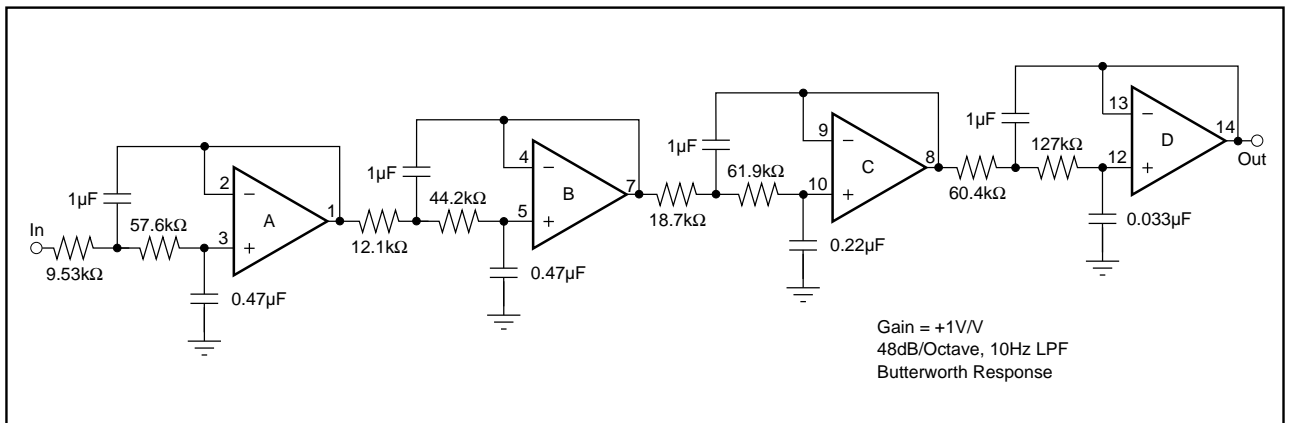 In
9.53kΩ
1µF
57.6kΩ
0.47µF
2
3
−
+
A
1
12.1kΩ
1µF
44.2kΩ
0.47µF
4
5
−
+
B
7
18.7kΩ
1µF
61.9kΩ
0.22µF
9
10
−
+
C
8
60.4kΩ
1µF
127kΩ
0.033µF
13
12
−
+
D
14
Out
Gain = +1V/V
48dB/Octave, 10Hz LPF
Butterworth Response